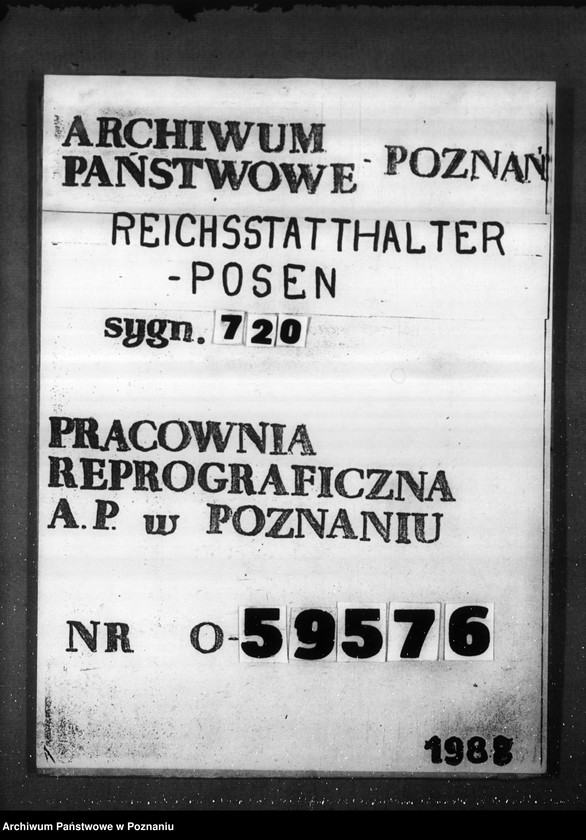 ARCHIWUM
PAŃSTWOWE - POZNAŃ
REICHSSTATTHALTER
-POSEN
sygn. 720
PRACOWNIA
REPROGRAFICZNA
A.P. w POZNANIU
NR O-59576
1988
Archiwum Państwowe w Poznaniu